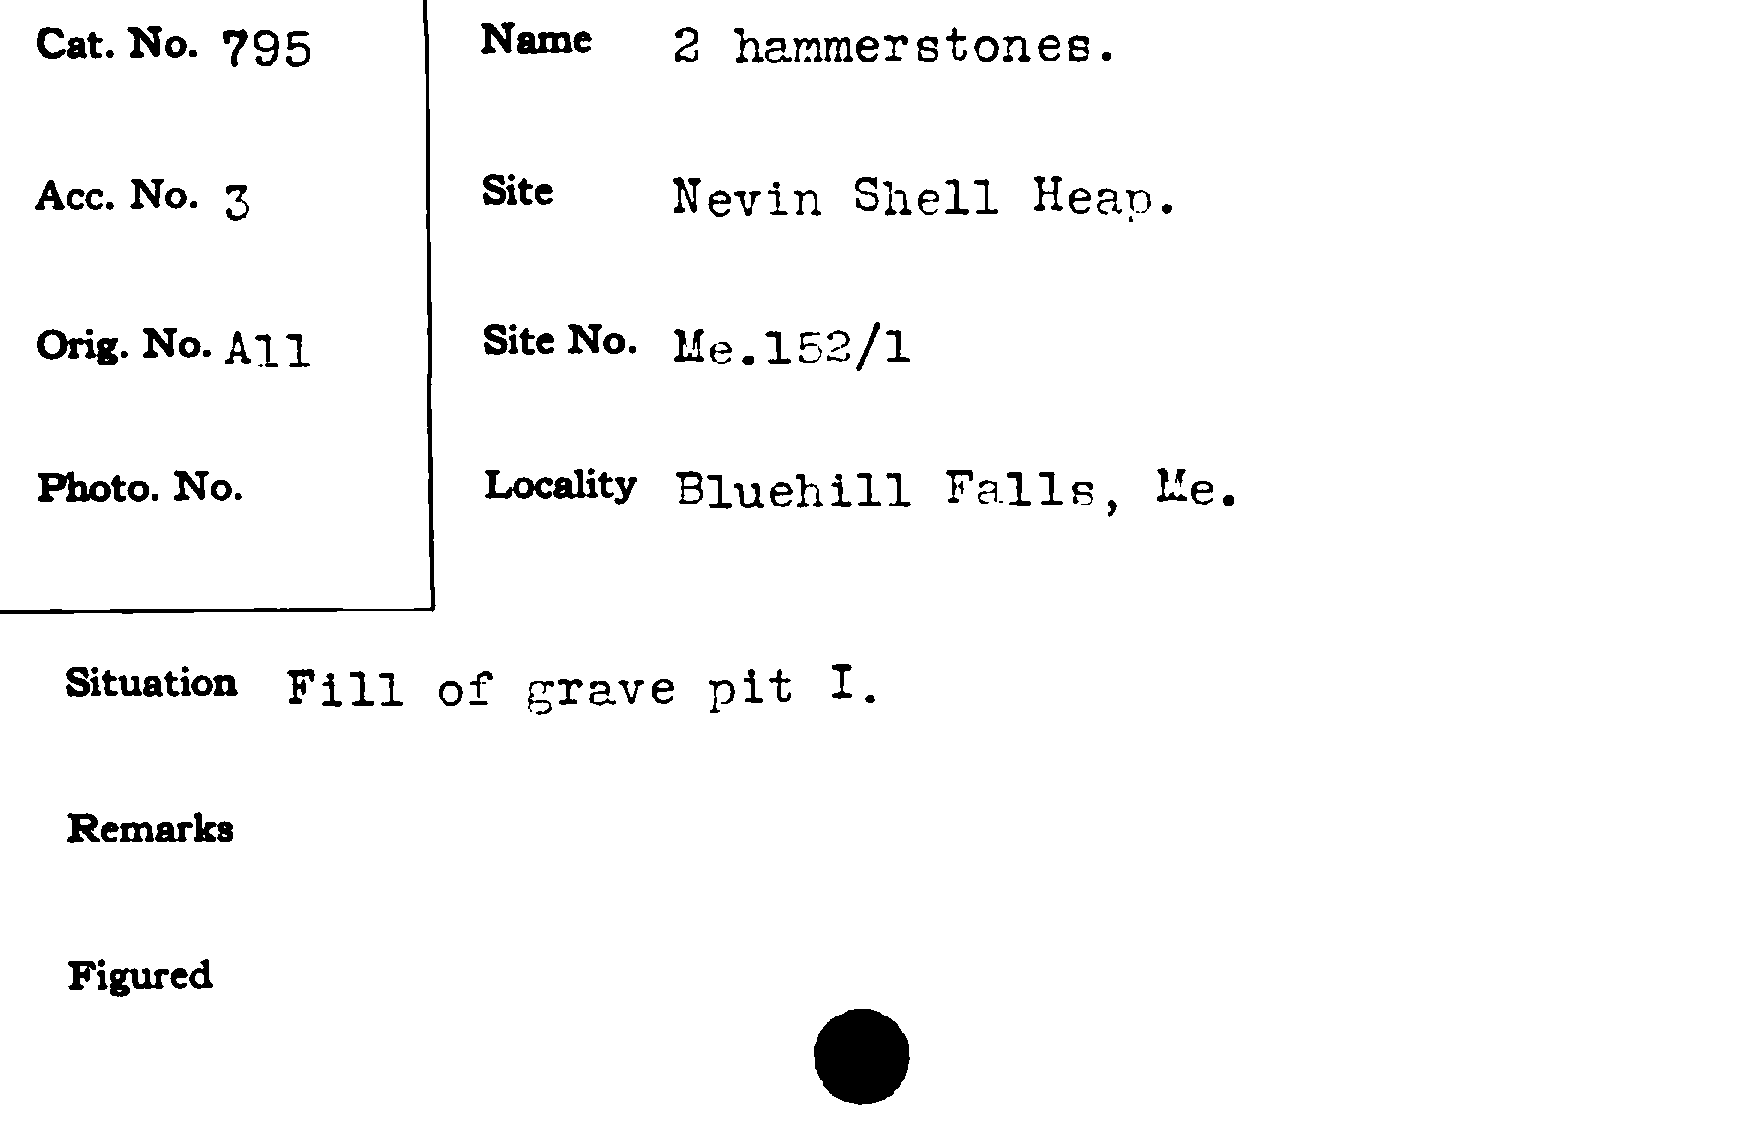 Cat. No. 795
Name 2 hammerstones.
Acc. No. 3
Site Nevin Shell Heap.
Orig. No. A11
Site No. Me.152/1
Photo. No.
Locality Bluehill Falls, Me.
Situation Fill of grave pit I.
Remarks
Figured